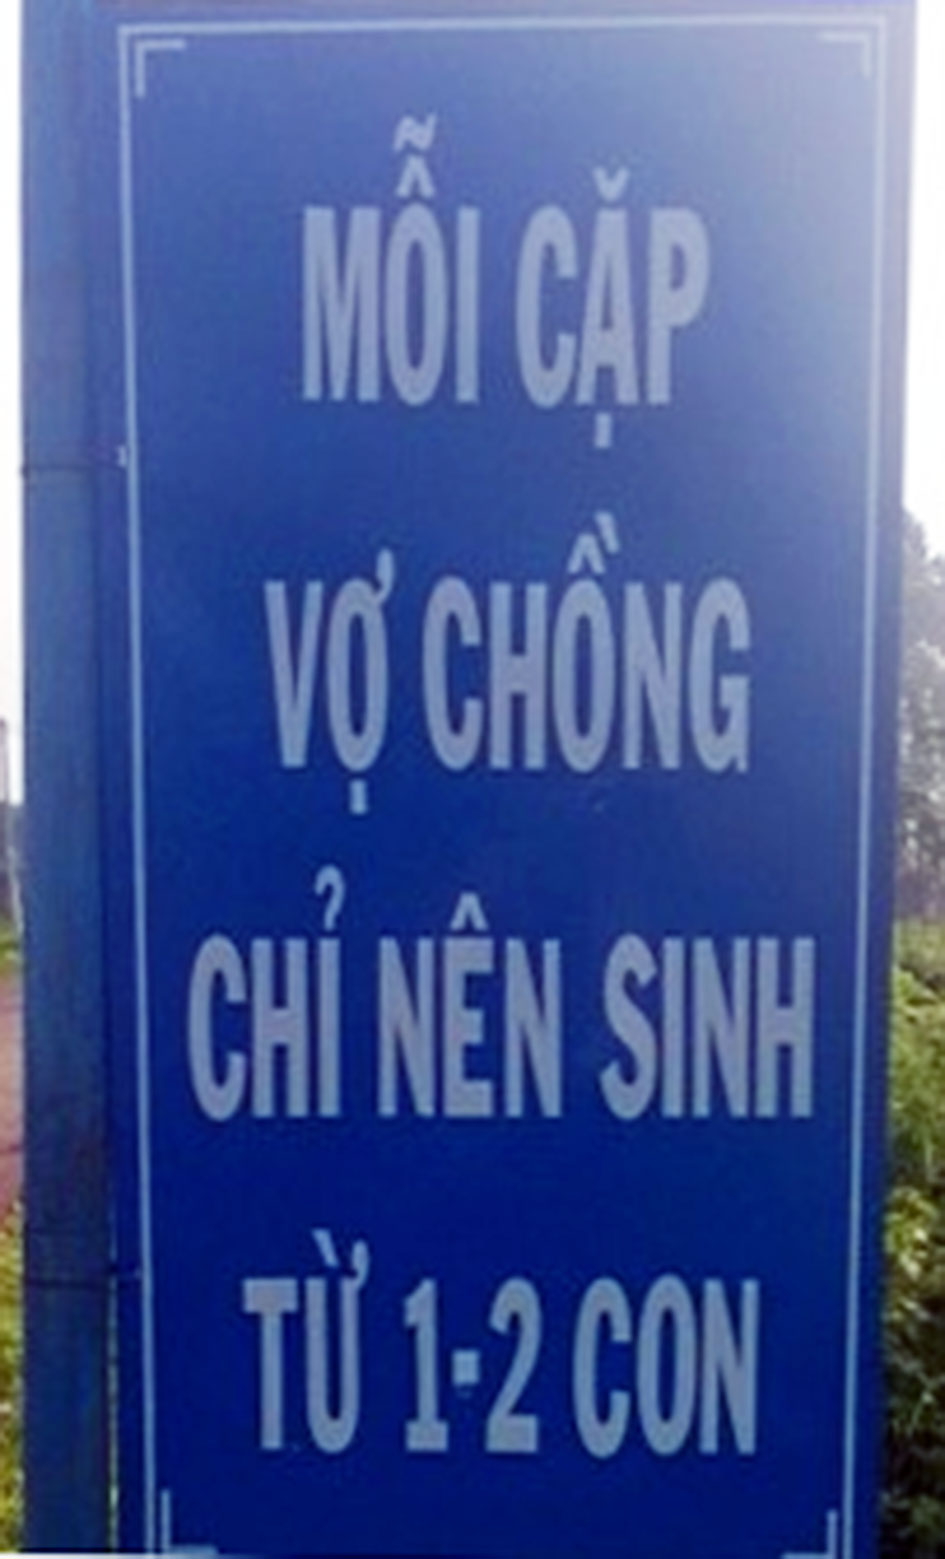 MỖI CẶP
VỢ CHỒNG
CHỈ NÊN SINH
TỪ 1-2 CON